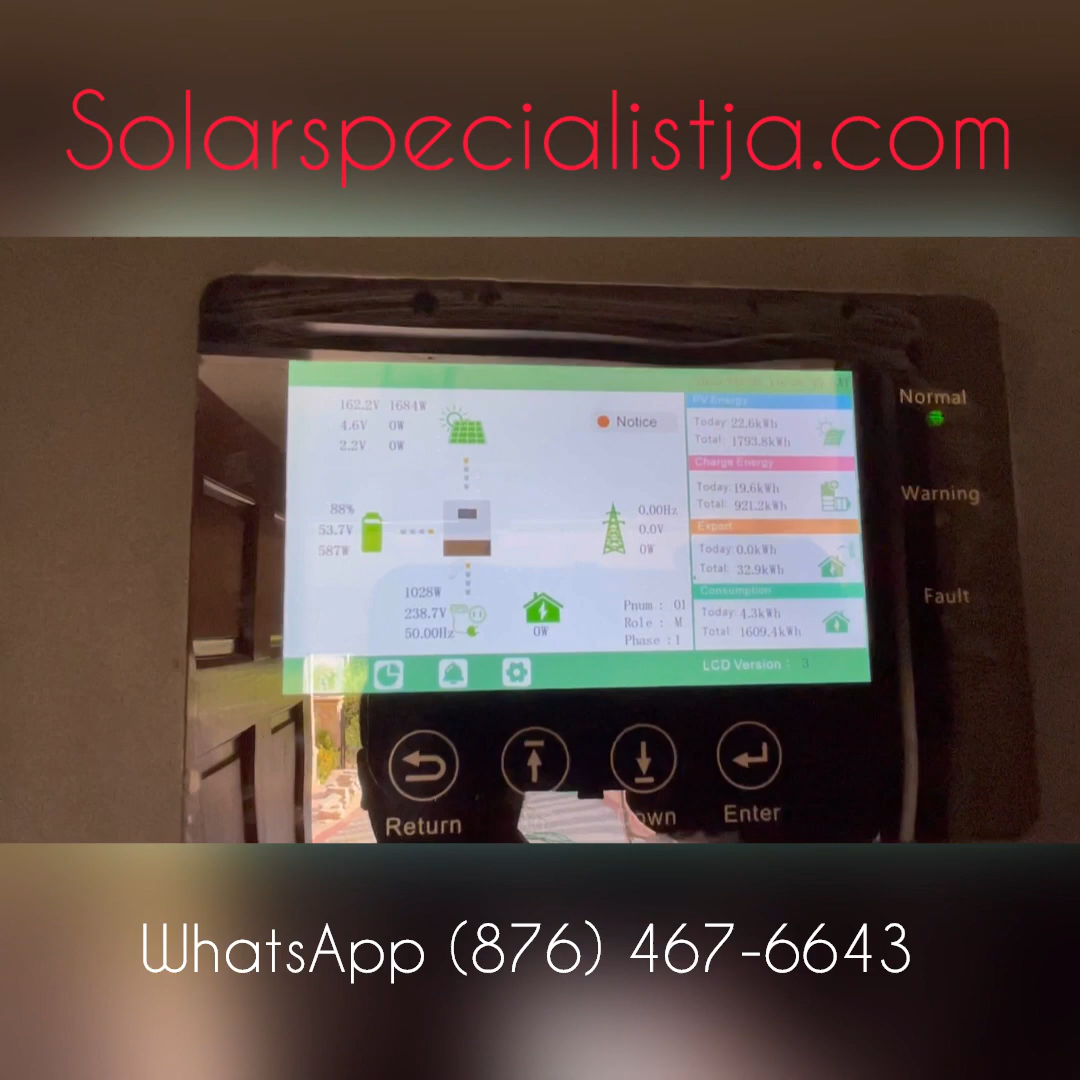 Solarspecialistja.com
162.2V 1684W
4.6V 0W
2.2V 0W
Notice
88%
53.7V
587W
0.00Hz
0.0V
0W
1028W
238.7V
50.00Hz
0W
Pnum : 01
Role : M
Phase : 1
PV Energy
Today: 22.6kWh
Total: 1793.8kWh
Charge Energy
Today: 19.6kWh
Total: 921.2kWh
Export
Today: 0.0kWh
Total: 32.9kWh
Consumption
Today: 4.3kWh
Total: 1609.4kWh
LCD Version : 3
Normal
Warning
Fault
Return
Down
Enter
WhatsApp (876) 467-6643